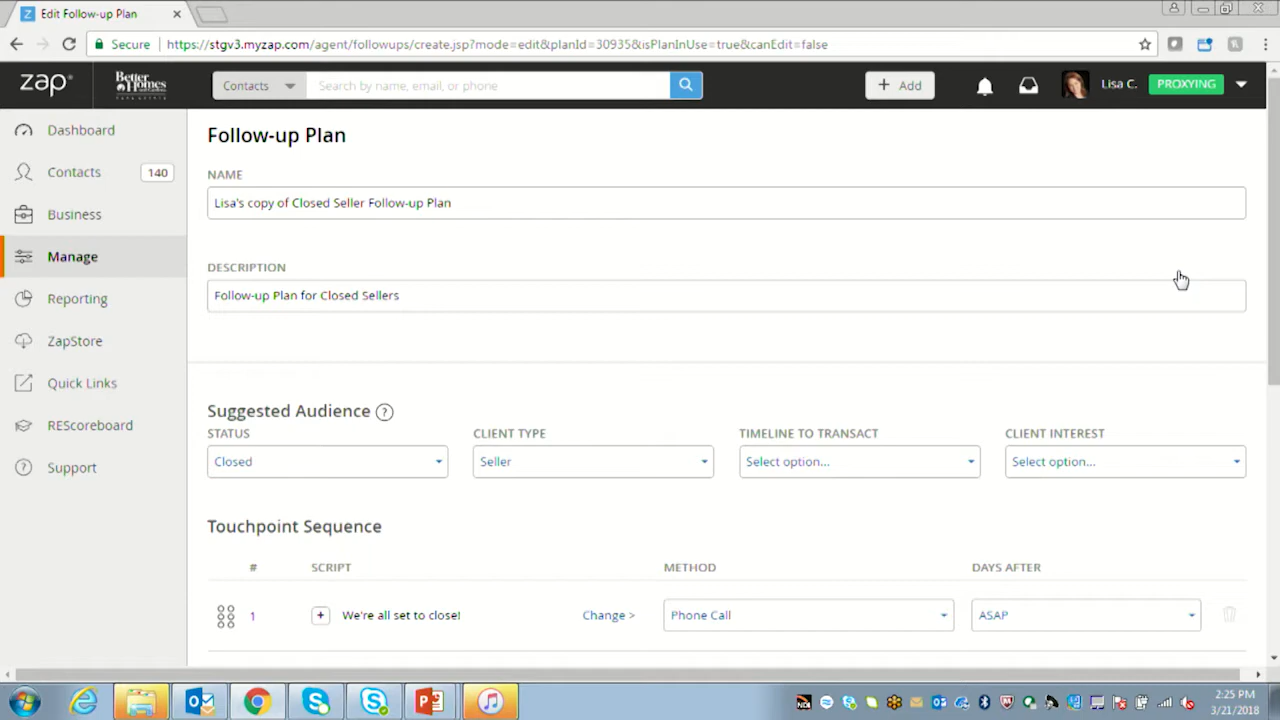 Edit Follow-up Plan
Secure https://stgv3.myzap.com/agent/followups/create.jsp?mode=edit&planId=30935&isPlanInUse=true&canEdit=false
zap Better Homes and Gardens Contacts Search by name, email, or phone + Add Lisa C. PROXYING
Dashboard
Contacts 140
Business
Manage
Reporting
ZapStore
Quick Links
REScoreboard
Support
Follow-up Plan
NAME
Lisa's copy of Closed Seller Follow-up Plan
DESCRIPTION
Follow-up Plan for Closed Sellers
Suggested Audience ?
STATUS CLIENT TYPE TIMELINE TO TRANSACT CLIENT INTEREST
Closed Seller Select option... Select option...
Touchpoint Sequence
# SCRIPT METHOD DAYS AFTER
1 + We're all set to close! Change > Phone Call ASAP
2:25 PM
3/21/2018